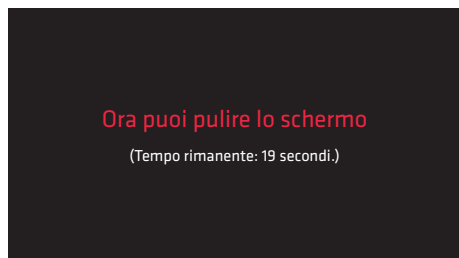 Ora puoi pulire lo schermo
(Tempo rimanente: 19 secondi.)